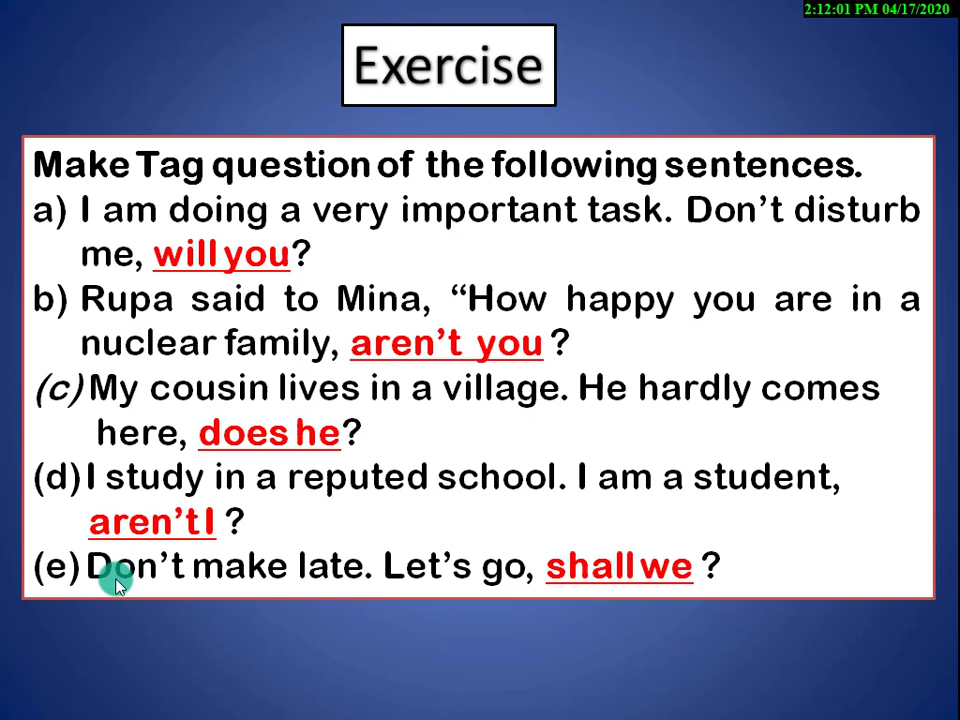 2:12:01 PM 04/17/2020
Exercise
Make Tag question of the following sentences.
a) I am doing a very important task. Don’t disturb
me, will you?
b) Rupa said to Mina, “How happy you are in a
nuclear family, aren’t you ?
(c) My cousin lives in a village. He hardly comes
here, does he?
(d) I study in a reputed school. I am a student,
aren’t I ?
(e) Don’t make late. Let’s go, shall we ?